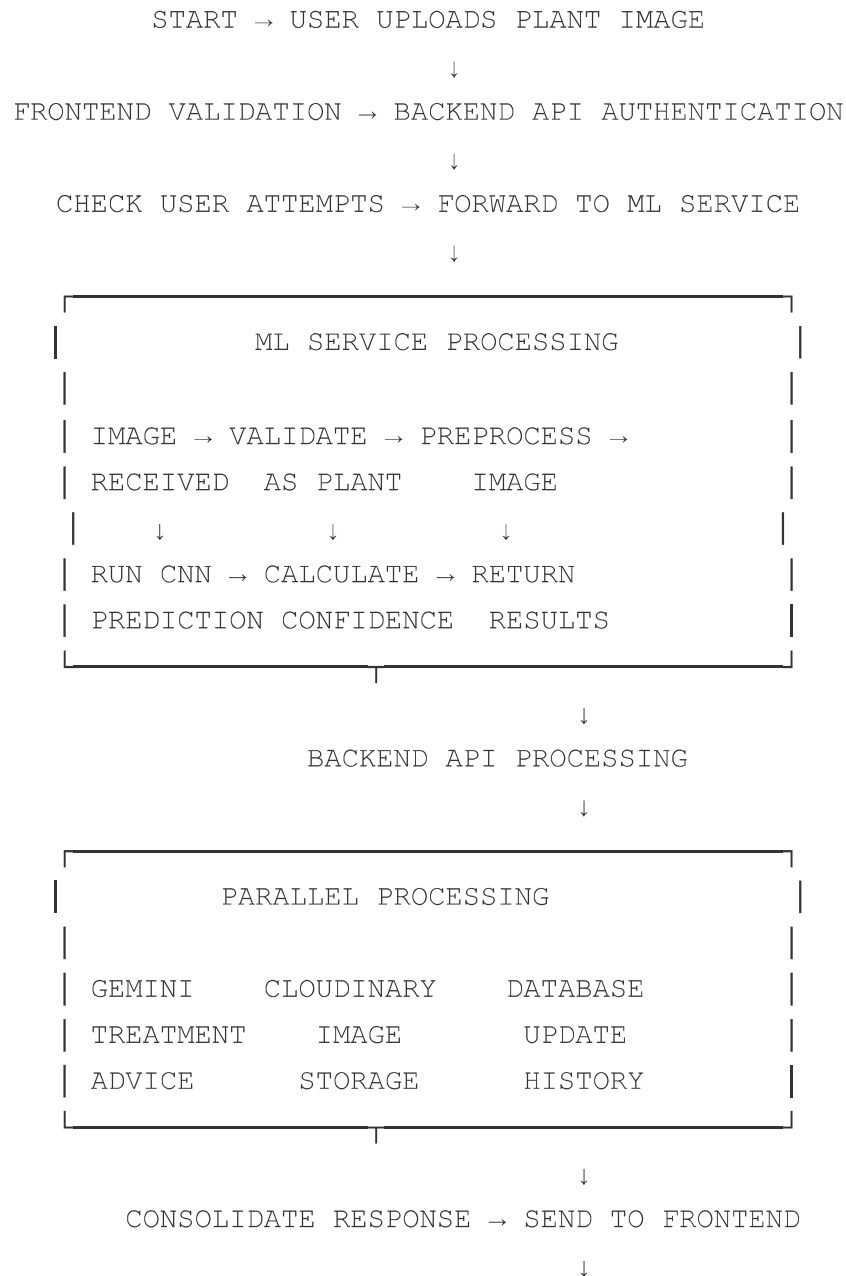 START → USER UPLOADS PLANT IMAGE
↓
FRONTEND VALIDATION → BACKEND API AUTHENTICATION
↓
CHECK USER ATTEMPTS → FORWARD TO ML SERVICE
↓
ML SERVICE PROCESSING
IMAGE → VALIDATE → PREPROCESS →
RECEIVED AS PLANT IMAGE
↓ ↓ ↓
RUN CNN → CALCULATE → RETURN
PREDICTION CONFIDENCE RESULTS
↓
BACKEND API PROCESSING
↓
PARALLEL PROCESSING
GEMINI CLOUDINARY DATABASE
TREATMENT IMAGE UPDATE
ADVICE STORAGE HISTORY
↓
CONSOLIDATE RESPONSE → SEND TO FRONTEND
↓